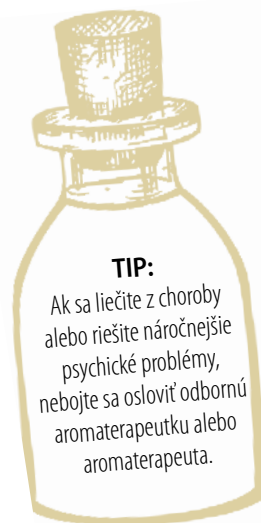 TIP:
Ak sa liečite z choroby
alebo riešite náročnejšie
psychické problémy,
nebojte sa osloviť odbornú
aromaterapeutku alebo
aromaterapeuta.